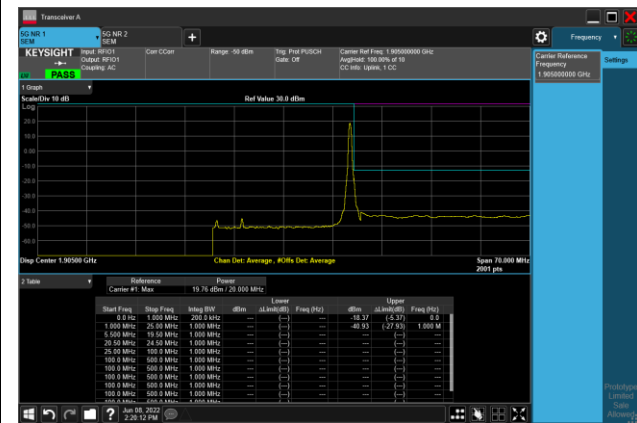 Transceiver A
5G NR 1
SEM
5G NR 2
SEM
Frequency
KEYSIGHT
PASS
Input: RFIO1
Output: RFIO1
Coupling: AC
Corr CCorr
Range: -50 dBm
Trig: Prot PUSCH
Gate: Off
Carrier Ref Freq: 1.905000000 GHz
Avg|Hold: 100.00% of 10
CC Info: Uplink, 1 CC
Carrier Reference
Frequency
1.905000000 GHz
Settings
1 Graph
Scale/Div 10 dB
Ref Value 30.0 dBm
Log
20.0
10.0
0.00
-10.0
-20.0
-30.0
-40.0
-50.0
-60.0
Disp Center 1.90500 GHz
Chan Det: Average , #Offs Det: Average
Span 70.000 MHz
2001 pts
2 Table
Reference Power
Carrier #1: Max 19.76 dBm / 20.000 MHz
Lower Upper
Start Freq Stop Freq Integ BW dBm ΔLimit(dB) Freq (Hz) dBm ΔLimit(dB) Freq (Hz)
0.0 Hz 1.000 MHz 200.0 kHz --- (---) --- -18.37 (-5.37) 0.0
1.000 MHz 25.00 MHz 1.000 MHz --- (---) --- -40.93 (-27.93) 1.000 M
5.500 MHz 19.50 MHz 1.000 MHz --- (---) --- --- (---) ---
20.50 MHz 24.50 MHz 1.000 MHz --- (---) --- --- (---) ---
25.00 MHz 100.0 MHz 1.000 MHz --- (---) --- --- (---) ---
100.0 MHz 500.0 MHz 1.000 MHz --- (---) --- --- (---) ---
100.0 MHz 500.0 MHz 1.000 MHz --- (---) --- --- (---) ---
100.0 MHz 500.0 MHz 1.000 MHz --- (---) --- --- (---) ---
100.0 MHz 500.0 MHz 1.000 MHz --- (---) --- --- (---) ---
Jun 08, 2022
2:20:12 PM
Prototype
Limited
Sale
Allowed